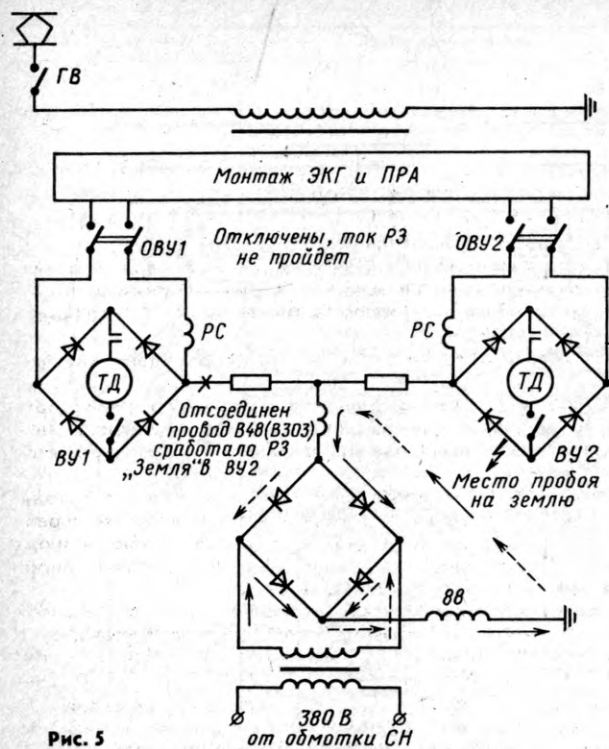 ГВ
Монтаж ЭКГ и ПРА
ОВУ1
Отключены, ток РЗ
не пройдет
ОВУ2
РС
РС
ТД
ТД
ВУ1
Отсоединен
провод В48(В303)
сработало РЗ
„Земля“ в ВУ2
ВУ2
Место пробоя
на землю
88
380 В
от обмотки СН
Рис. 5